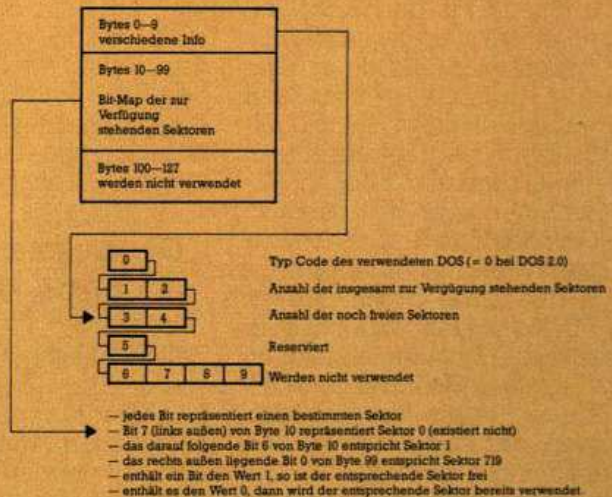 Bytes 0—9
verschiedene Info
Bytes 10—99
Bit-Map der zur
Verfügung
stehenden Sektoren
Bytes 100—127
werden nicht verwendet
0
Typ Code des verwendeten DOS (= 0 bei DOS 2.0)
1 2
Anzahl der insgesamt zur Vergügung stehenden Sektoren
3 4
Anzahl der noch freien Sektoren
5
Reserviert
6 7 8 9
Werden nicht verwendet
— jedes Bit repräsentiert einen bestimmten Sektor
— Bit 7 (links außen) von Byte 10 repräsentiert Sektor 0 (existiert nicht)
— das darauf folgende Bit 6 von Byte 10 entspricht Sektor 1
— das rechts außen liegende Bit 0 von Byte 99 entspricht Sektor 719
— enthält ein Bit den Wert 1, so ist der entsprechende Sektor frei
— enthält es den Wert 0, dann wird der entsprechende Sektor bereits verwendet.